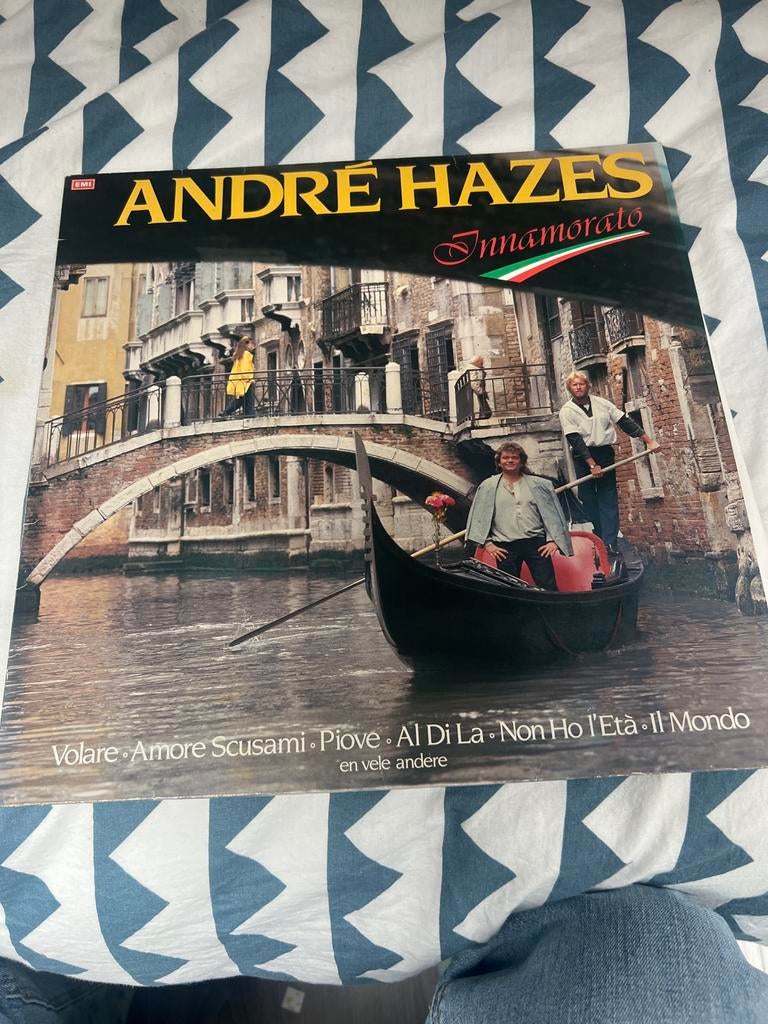 EMI
ANDRÉ HAZES
Innamorato
Volare ◦ Amore Scusami ◦ Piove ◦ Al Di La ◦ Non Ho l'Età ◦ Il Mondo
en vele andere